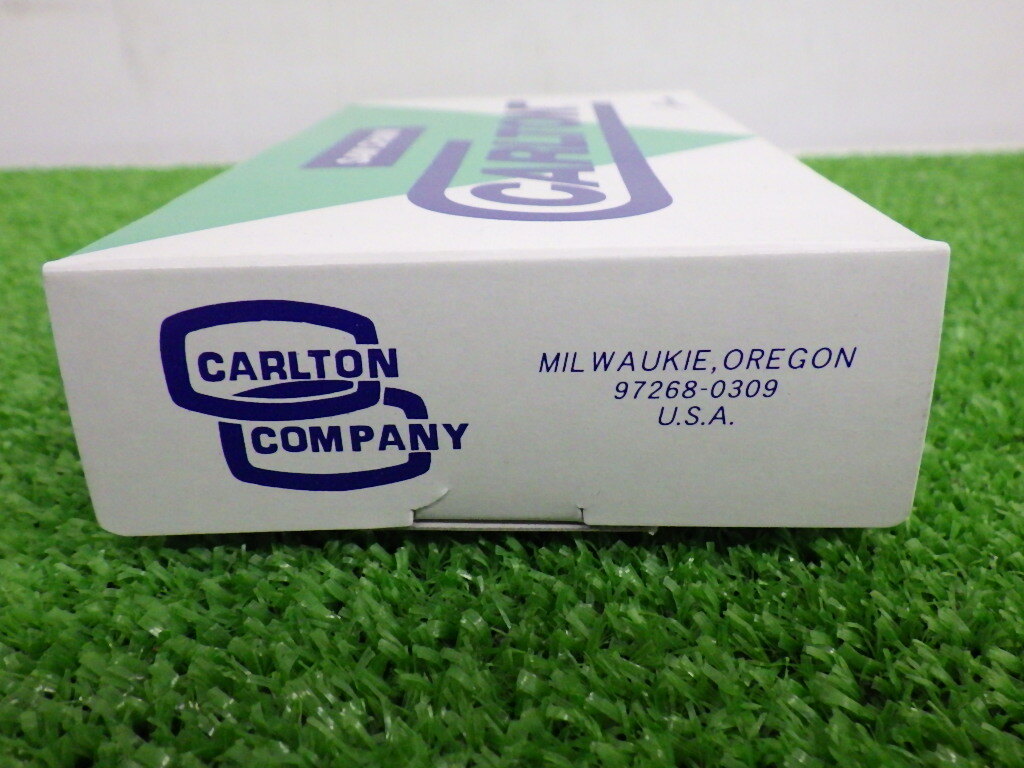 CARLTON
CARLTON
COMPANY
MILWAUKIE, OREGON
97268-0309
U.S.A.